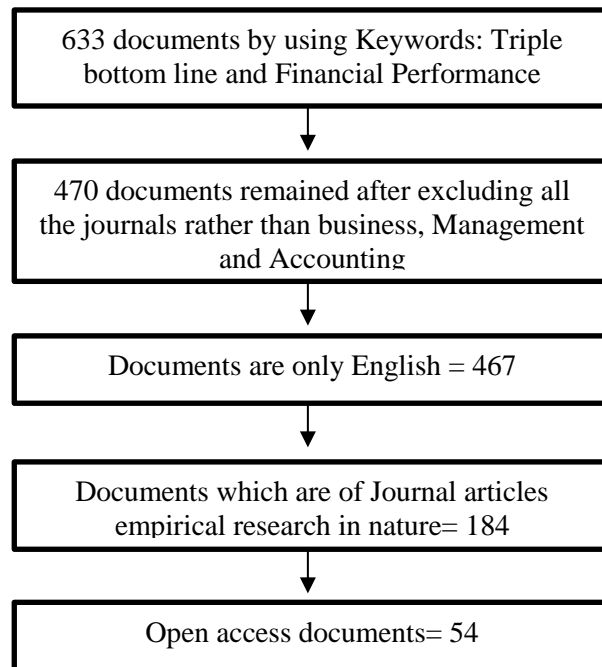 633 documents by using Keywords: Triple
bottom line and Financial Performance
470 documents remained after excluding all
the journals rather than business, Management
and Accounting
Documents are only English = 467
Documents which are of Journal articles
empirical research in nature= 184
Open access documents= 54